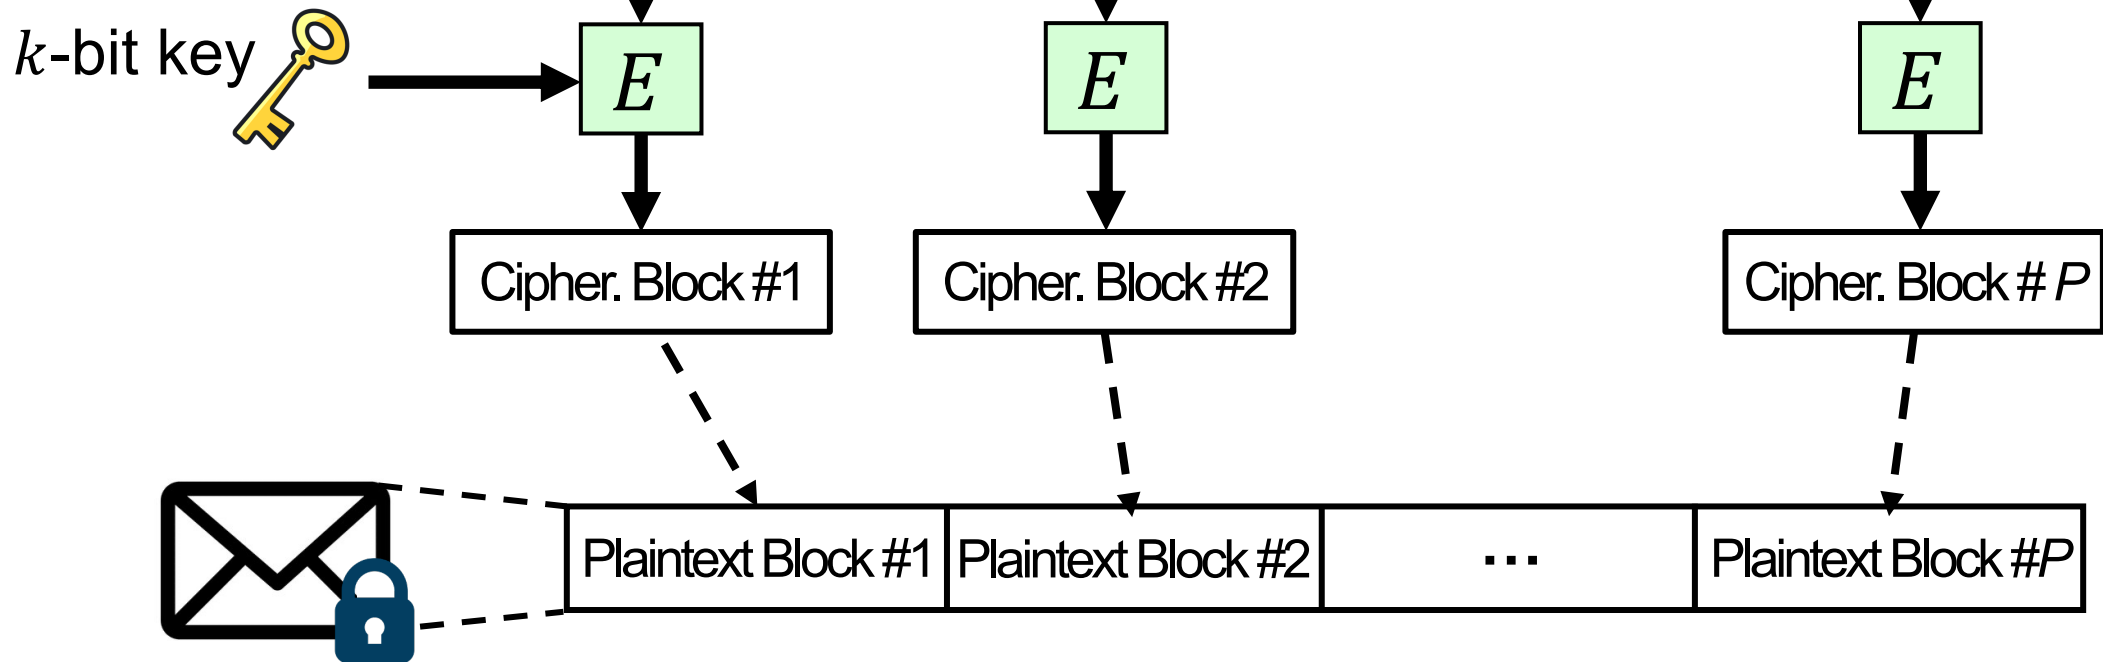 k-bit key
E
E
E
Cipher. Block #1
Cipher. Block #2
Cipher. Block # P
Plaintext Block #1
Plaintext Block #2
...
Plaintext Block #P